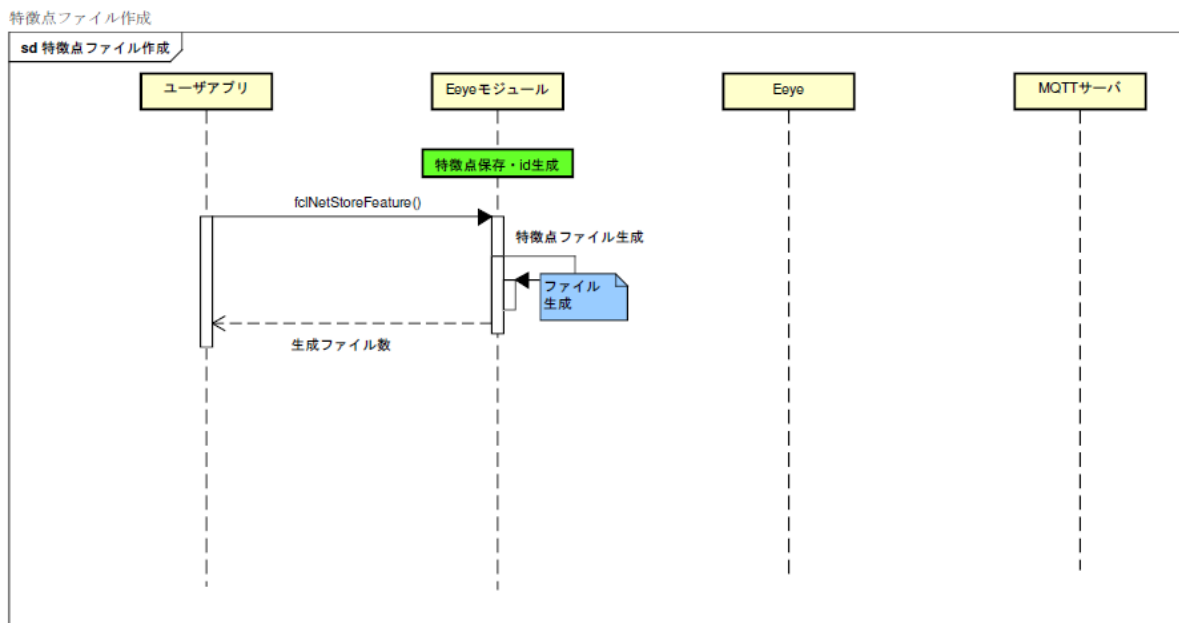 特徴点ファイル作成
sd 特徴点ファイル作成
ユーザアプリ
Eeyeモジュール
Eeye
MQTTサーバ
特徴点保存・id生成
fclNetStoreFeature()
特徴点ファイル生成
ファイル
生成
生成ファイル数